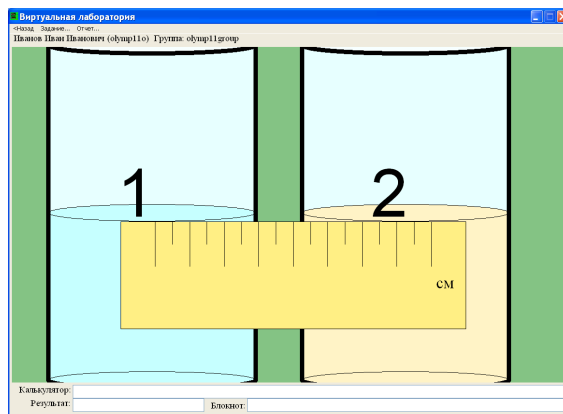 Виртуальная лаборатория
<Назад Задание... Отчет...
Иванов Иван Иванович (olymp11o) Группа: olymp11group
1 2
см
Калькулятор:
Результат: Блокнот: